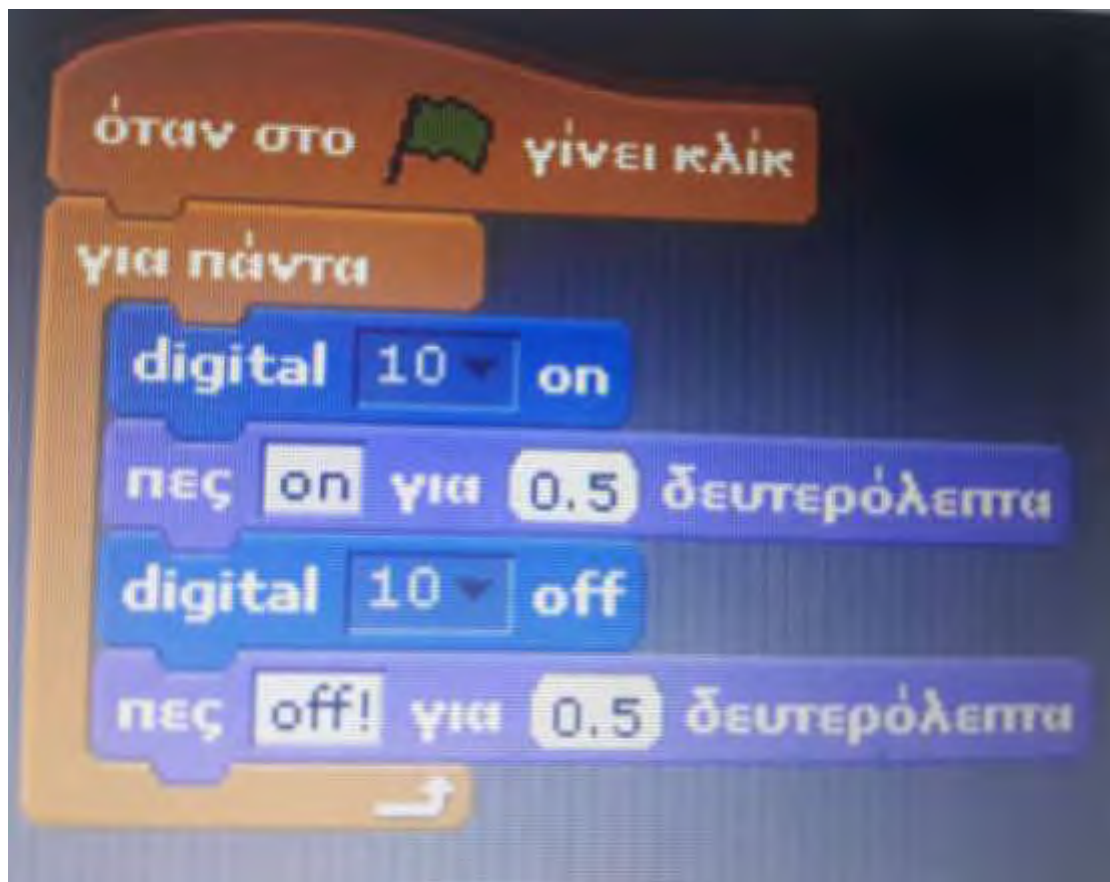 όταν στο γίνει κλίκ
για πάντα
digital 10 on
πες on για 0.5 δευτερόλεπτα
digital 10 off
πες off! για 0.5 δευτερόλεπτα